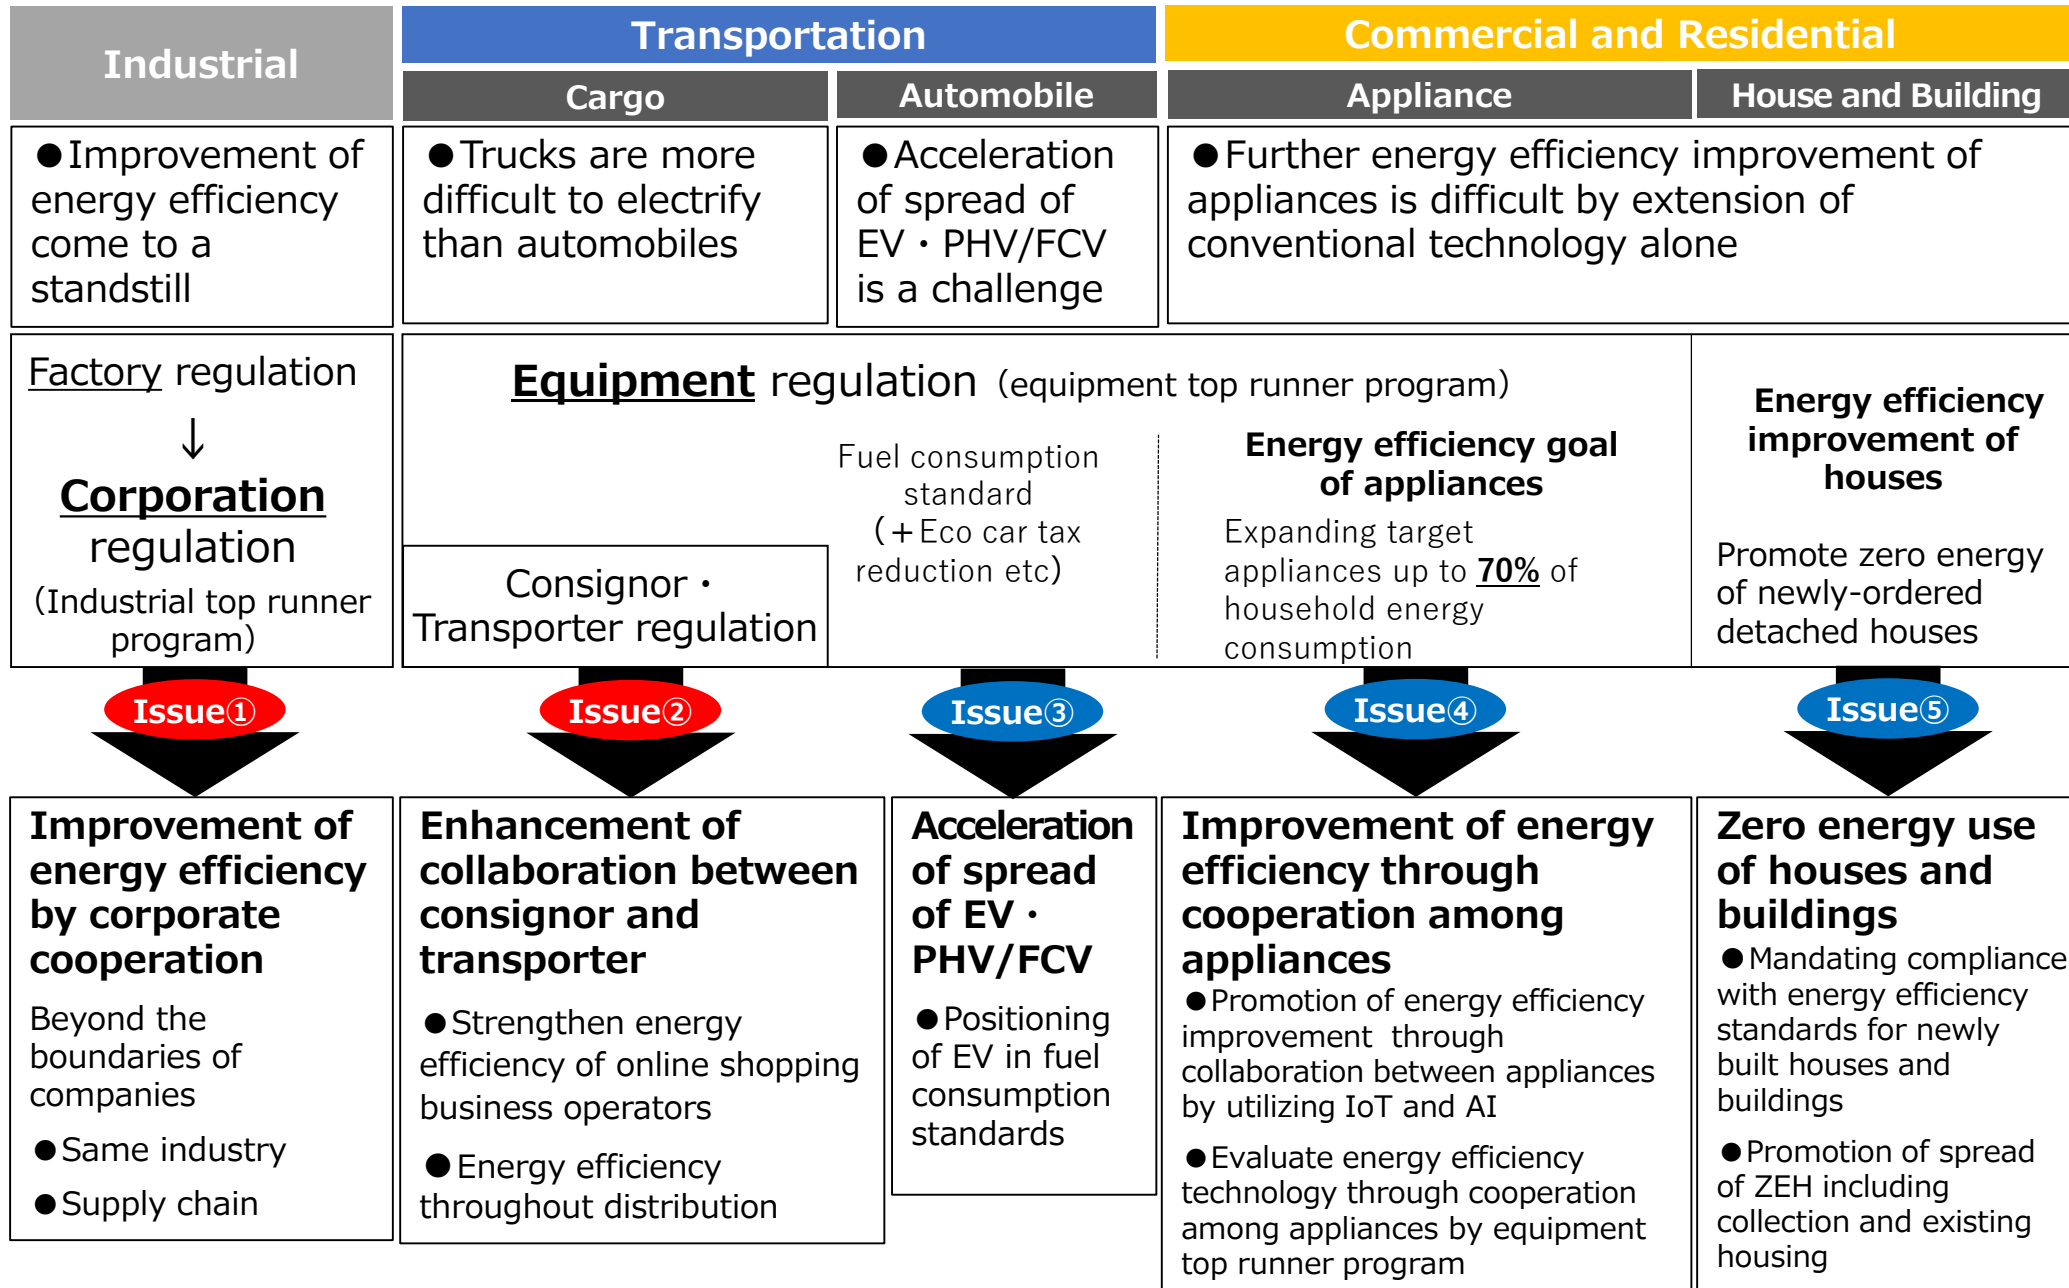 Industrial
Transportation
Commercial and Residential
Cargo
Automobile
Appliance
House and Building
●Improvement of
energy efficiency
come to a
standstill
●Trucks are more
difficult to electrify
than automobiles
●Acceleration
of spread of
EV・PHV/FCV
is a challenge
●Further energy efficiency improvement of
appliances is difficult by extension of
conventional technology alone
Factory regulation
↓
Corporation
regulation
(Industrial top runner
program)
Equipment regulation (equipment top runner program)
Consignor・
Transporter regulation
Fuel consumption
standard
(+Eco car tax
reduction etc)
Energy efficiency goal
of appliances
Expanding target
appliances up to 70% of
household energy
consumption
Energy efficiency
improvement of
houses
Promote zero energy
of newly-ordered
detached houses
Issue①
Issue②
Issue③
Issue④
Issue⑤
Improvement of
energy efficiency
by corporate
cooperation
Beyond the
boundaries of
companies
●Same industry
●Supply chain
Enhancement of
collaboration between
consignor and
transporter
●Strengthen energy
efficiency of online shopping
business operators
●Energy efficiency
throughout distribution
Acceleration
of spread
of EV・
PHV/FCV
●Positioning
of EV in fuel
consumption
standards
Improvement of energy
efficiency through
cooperation among
appliances
●Promotion of energy efficiency
improvement through
collaboration between appliances
by utilizing IoT and AI
●Evaluate energy efficiency
technology through cooperation
among appliances by equipment
top runner program
Zero energy use
of houses and
buildings
●Mandating compliance
with energy efficiency
standards for newly
built houses and
buildings
●Promotion of spread
of ZEH including
collection and existing
housing